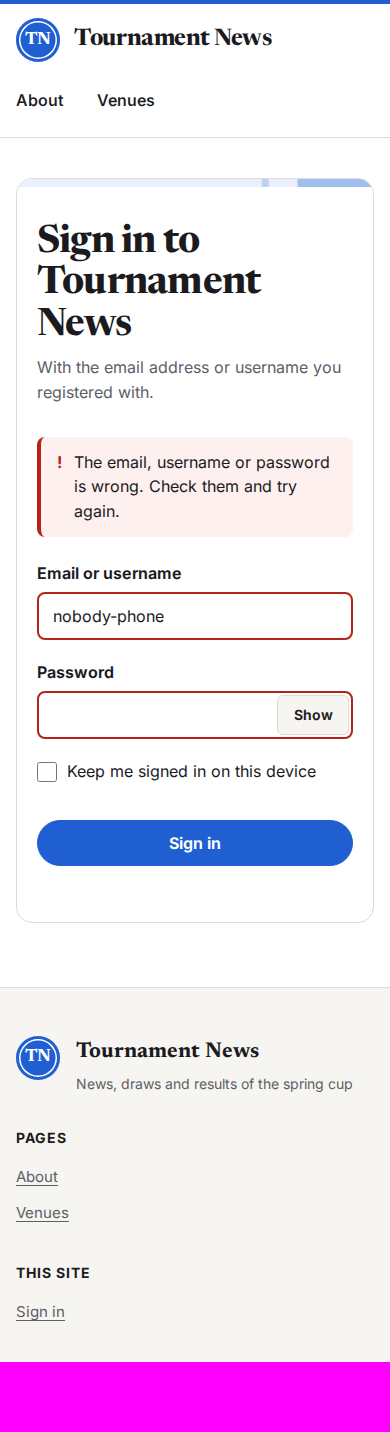 TN
Tournament News
About
Venues
Sign in to
Tournament
News
With the email address or username you
registered with.
! The email, username or password
is wrong. Check them and try
again.
Email or username
nobody-phone
Password
Show
Keep me signed in on this device
Sign in
TN
Tournament News
News, draws and results of the spring cup
PAGES
About
Venues
THIS SITE
Sign in